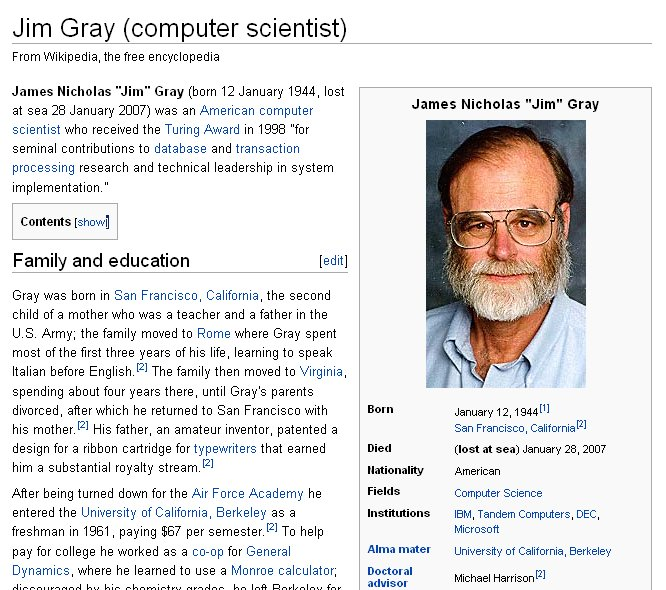 Jim Gray (computer scientist)
From Wikipedia, the free encyclopedia
James Nicholas "Jim" Gray (born 12 January 1944, lost
at sea 28 January 2007) was an American computer
scientist who received the Turing Award in 1998 "for
seminal contributions to database and transaction
processing research and technical leadership in system
implementation."
Contents [show]
Family and education [edit]
Gray was born in San Francisco, California, the second
child of a mother who was a teacher and a father in the
U.S. Army; the family moved to Rome where Gray spent
most of the first three years of his life, learning to speak
Italian before English.[2] The family then moved to Virginia,
spending about four years there, until Gray's parents
divorced, after which he returned to San Francisco with
his mother.[2] His father, an amateur inventor, patented a
design for a ribbon cartridge for typewriters that earned
him a substantial royalty stream.[2]
After being turned down for the Air Force Academy he
entered the University of California, Berkeley as a
freshman in 1961, paying $67 per semester.[2] To help
pay for college he worked as a co-op for General
Dynamics, where he learned to use a Monroe calculator;
discouraged by his chemistry grades, he left Berkeley for
James Nicholas "Jim" Gray
Born January 12, 1944[1]
San Francisco, California[2]
Died (lost at sea) January 28, 2007
Nationality American
Fields Computer Science
Institutions IBM, Tandem Computers, DEC,
Microsoft
Alma mater University of California, Berkeley
Doctoral
advisor Michael Harrison[2]